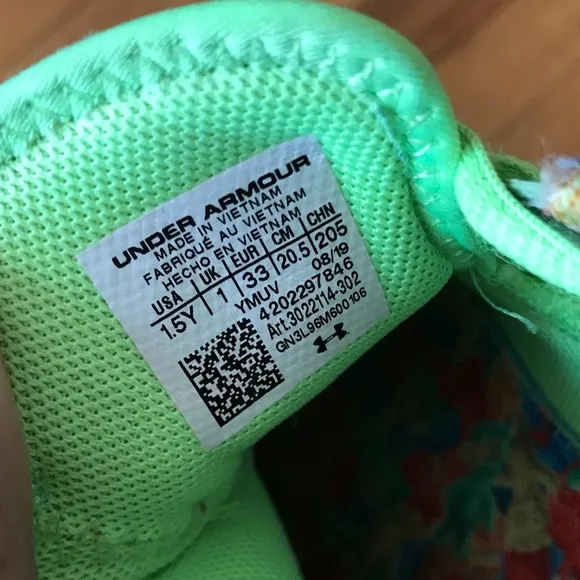 UNDER ARMOUR
MADE IN VIETNAM
FABRIQUÉ AU VIETNAM
HECHO EN VIETNAM
USA UK EUR CM CHN
1.5Y 1 33 20.5 205
YMUV 08/19
4202297846
Art.3022114-302
GN3L96M600106